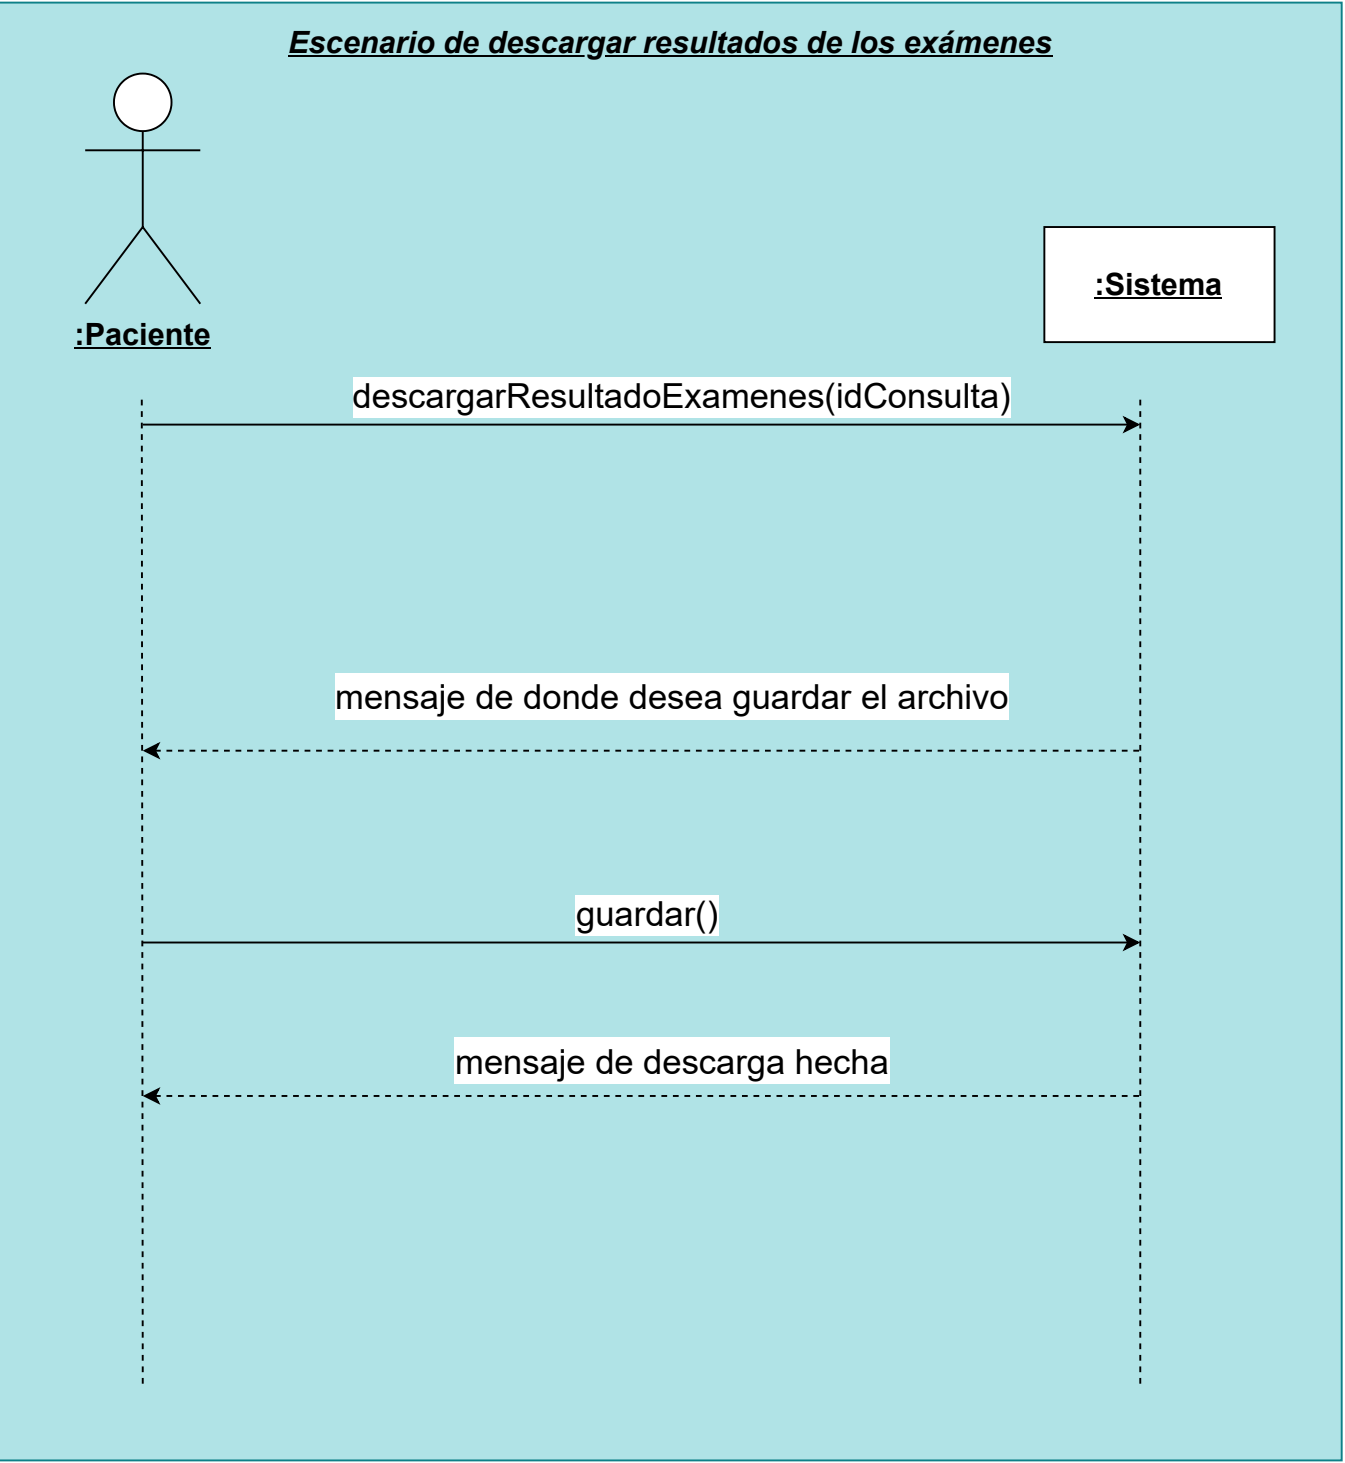 Escenario de descargar resultados de los exámenes
:Sistema
:Paciente
descargarResultadoExamenes(idConsulta)
mensaje de donde desea guardar el archivo
guardar()
mensaje de descarga hecha